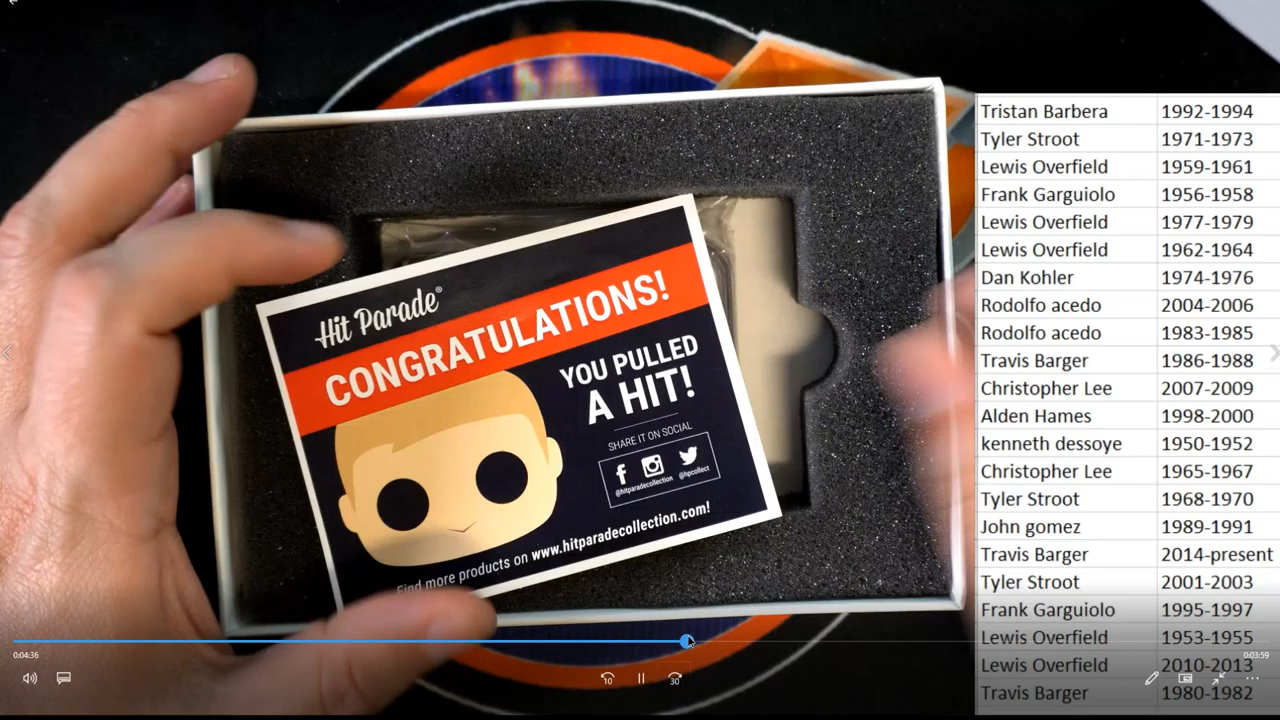 Hit Parade®
CONGRATULATIONS!
YOU PULLED
A HIT!
SHARE IT ON SOCIAL
@hitparadecollection @hpcollect
Find more products on www.hitparadecollection.com!
Tristan Barbera 1992-1994
Tyler Stroot 1971-1973
Lewis Overfield 1959-1961
Frank Garguiolo 1956-1958
Lewis Overfield 1977-1979
Lewis Overfield 1962-1964
Dan Kohler 1974-1976
Rodolfo acedo 2004-2006
Rodolfo acedo 1983-1985
Travis Barger 1986-1988
Christopher Lee 2007-2009
Alden Hames 1998-2000
kenneth dessoye 1950-1952
Christopher Lee 1965-1967
Tyler Stroot 1968-1970
John gomez 1989-1991
Travis Barger 2014-present
Tyler Stroot 2001-2003
Frank Garguiolo 1995-1997
Lewis Overfield 1953-1955
Lewis Overfield 2010-2013
Travis Barger 1980-1982
0:04:36 0:03:59
10 30